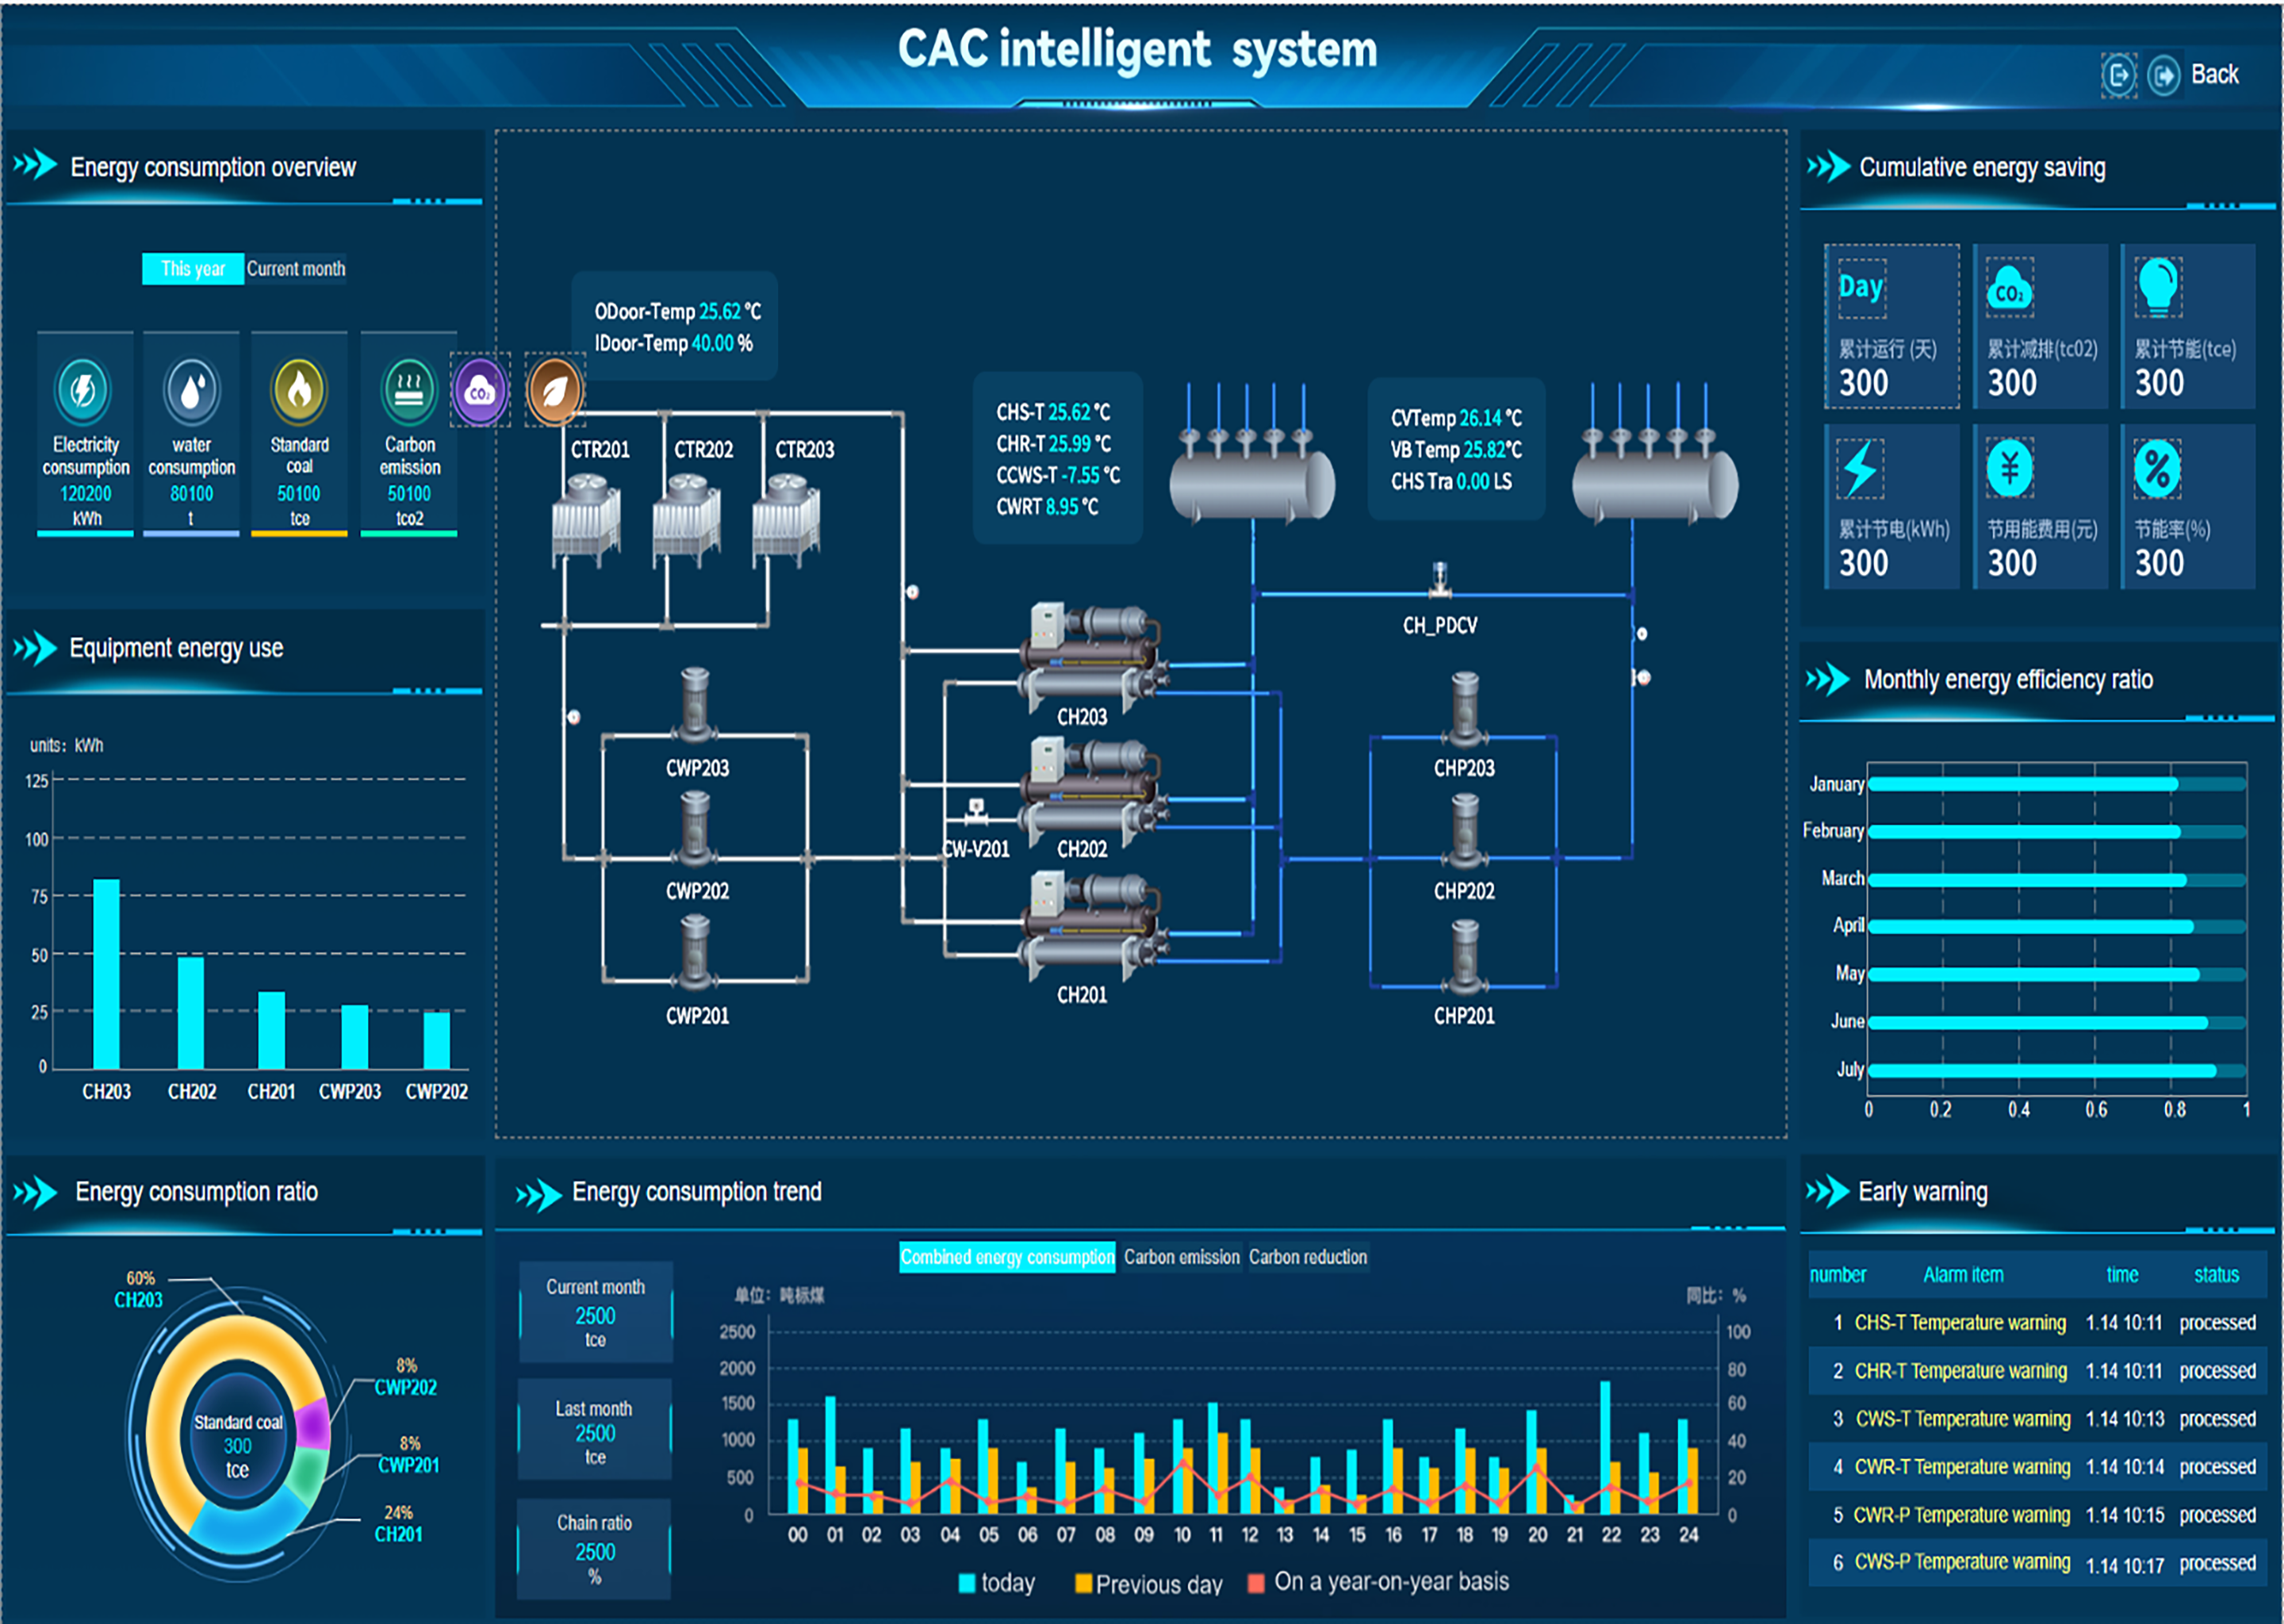 CAC intelligent system
Back
Energy consumption overview
This year
Current month
Electricity consumption
120200
kWh
water consumption
80100
t
Standard coal
50100
tce
Carbon emission
50100
tco2
CO₂
Equipment energy use
units: kWh
125
100
75
50
25
0
CH203
CH202
CH201
CWP203
CWP202
Energy consumption ratio
60%
CH203
8%
CWP202
8%
CWP201
24%
CH201
Standard coal
300
tce
ODoor-Temp 25.62 °C
IDoor-Temp 40.00 %
CTR201
CTR202
CTR203
CHS-T 25.62 °C
CHR-T 25.99 °C
CCWS-T -7.55 °C
CWRT 8.95 °C
CVTemp 26.14 °C
VB Temp 25.82°C
CHS Tra 0.00 LS
CH_PDCV
CH203
CWP203
CHP203
CW-V201
CH202
CWP202
CHP202
CH201
CWP201
CHP201
Energy consumption trend
Current month
2500
tce
Last month
2500
tce
Chain ratio
2500
%
Combined energy consumption
Carbon emission
Carbon reduction
单位：吨标煤
同比：%
2500
2000
1500
1000
500
0
100
80
60
40
20
0
00 01 02 03 04 05 06 07 08 09 10 11 12 13 14 15 16 17 18 19 20 21 22 23 24
today
Previous day
On a year-on-year basis
Cumulative energy saving
Day
累计运行 (天)
300
CO₂
累计减排(tc02)
300
累计节能(tce)
300
累计节电(kWh)
300
¥
节用能费用(元)
300
%
节能率(%)
300
Monthly energy efficiency ratio
January
February
March
April
May
June
July
0 0.2 0.4 0.6 0.8 1
Early warning
number Alarm item time status
1 CHS-T Temperature warning 1.14 10:11 processed
2 CHR-T Temperature warning 1.14 10:11 processed
3 CWS-T Temperature warning 1.14 10:13 processed
4 CWR-T Temperature warning 1.14 10:14 processed
5 CWR-P Temperature warning 1.14 10:15 processed
6 CWS-P Temperature warning 1.14 10:17 processed